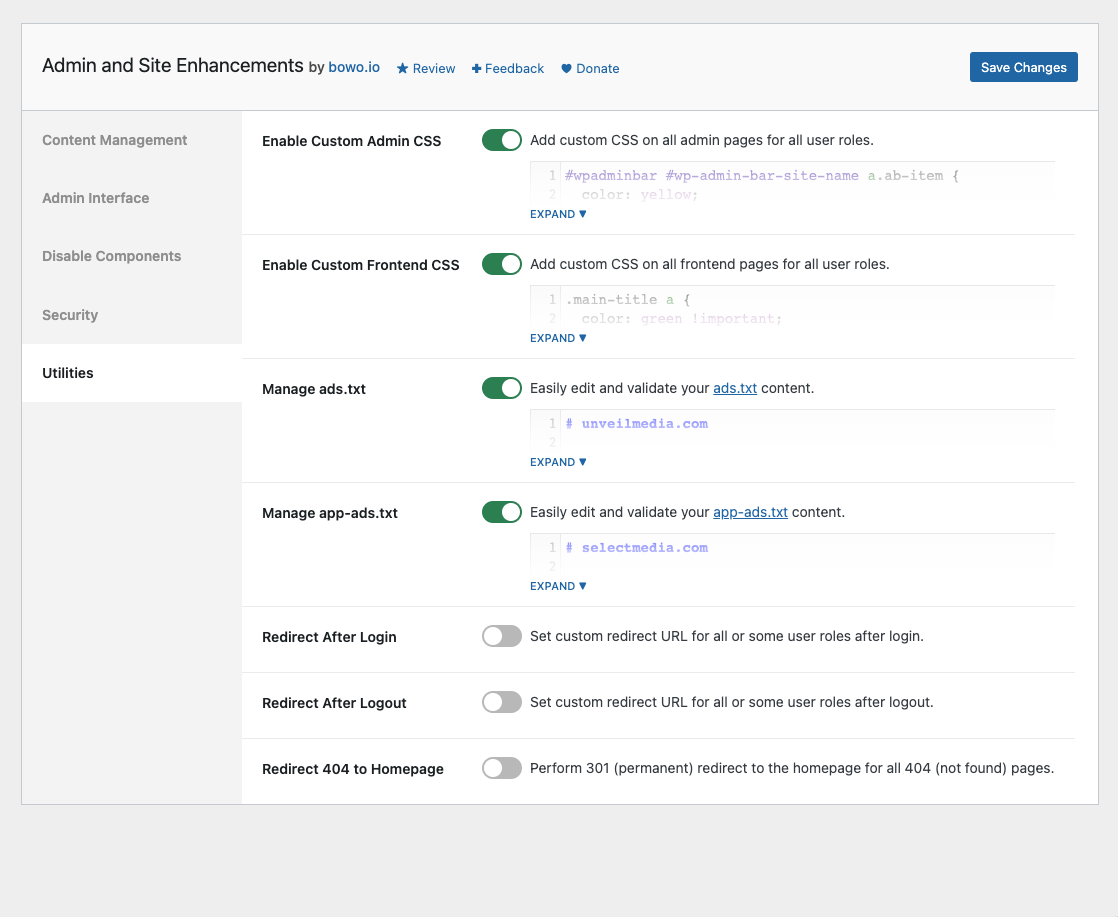 Admin and Site Enhancements by bowo.io Review Feedback Donate
Save Changes
Content Management
Admin Interface
Disable Components
Security
Utilities
Enable Custom Admin CSS
Add custom CSS on all admin pages for all user roles.
1 #wpadminbar #wp-admin-bar-site-name a.ab-item {
2 color: yellow;
EXPAND ▼
Enable Custom Frontend CSS
Add custom CSS on all frontend pages for all user roles.
1 .main-title a {
2 color: green !important;
EXPAND ▼
Manage ads.txt
Easily edit and validate your ads.txt content.
1 # unveilmedia.com
2
EXPAND ▼
Manage app-ads.txt
Easily edit and validate your app-ads.txt content.
1 # selectmedia.com
2
EXPAND ▼
Redirect After Login
Set custom redirect URL for all or some user roles after login.
Redirect After Logout
Set custom redirect URL for all or some user roles after logout.
Redirect 404 to Homepage
Perform 301 (permanent) redirect to the homepage for all 404 (not found) pages.